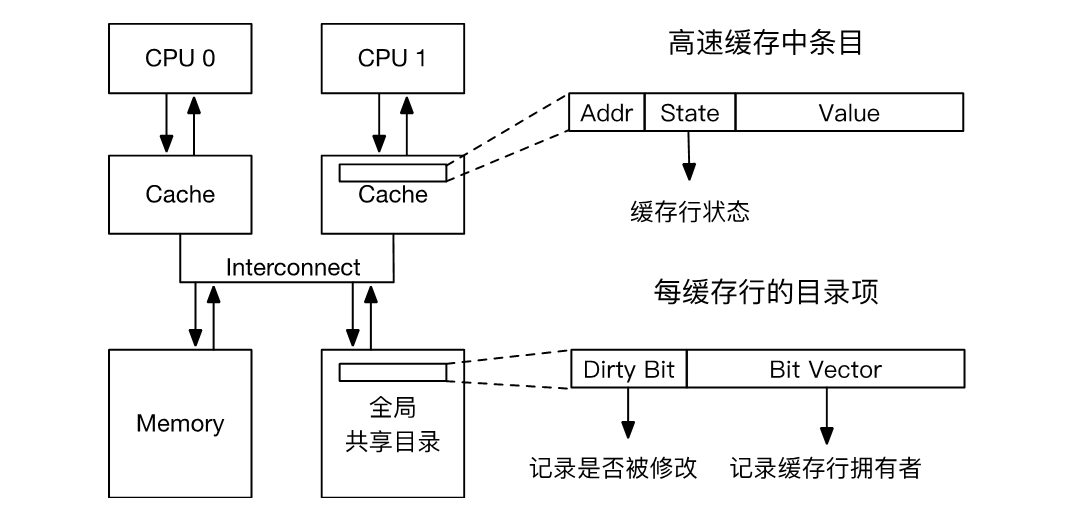 CPU 0
CPU 1
高速缓存中条目
Addr
State
Value
Cache
Cache
缓存行状态
Interconnect
每缓存行的目录项
Dirty Bit
Bit Vector
Memory
全局
共享目录
记录是否被修改
记录缓存行拥有者